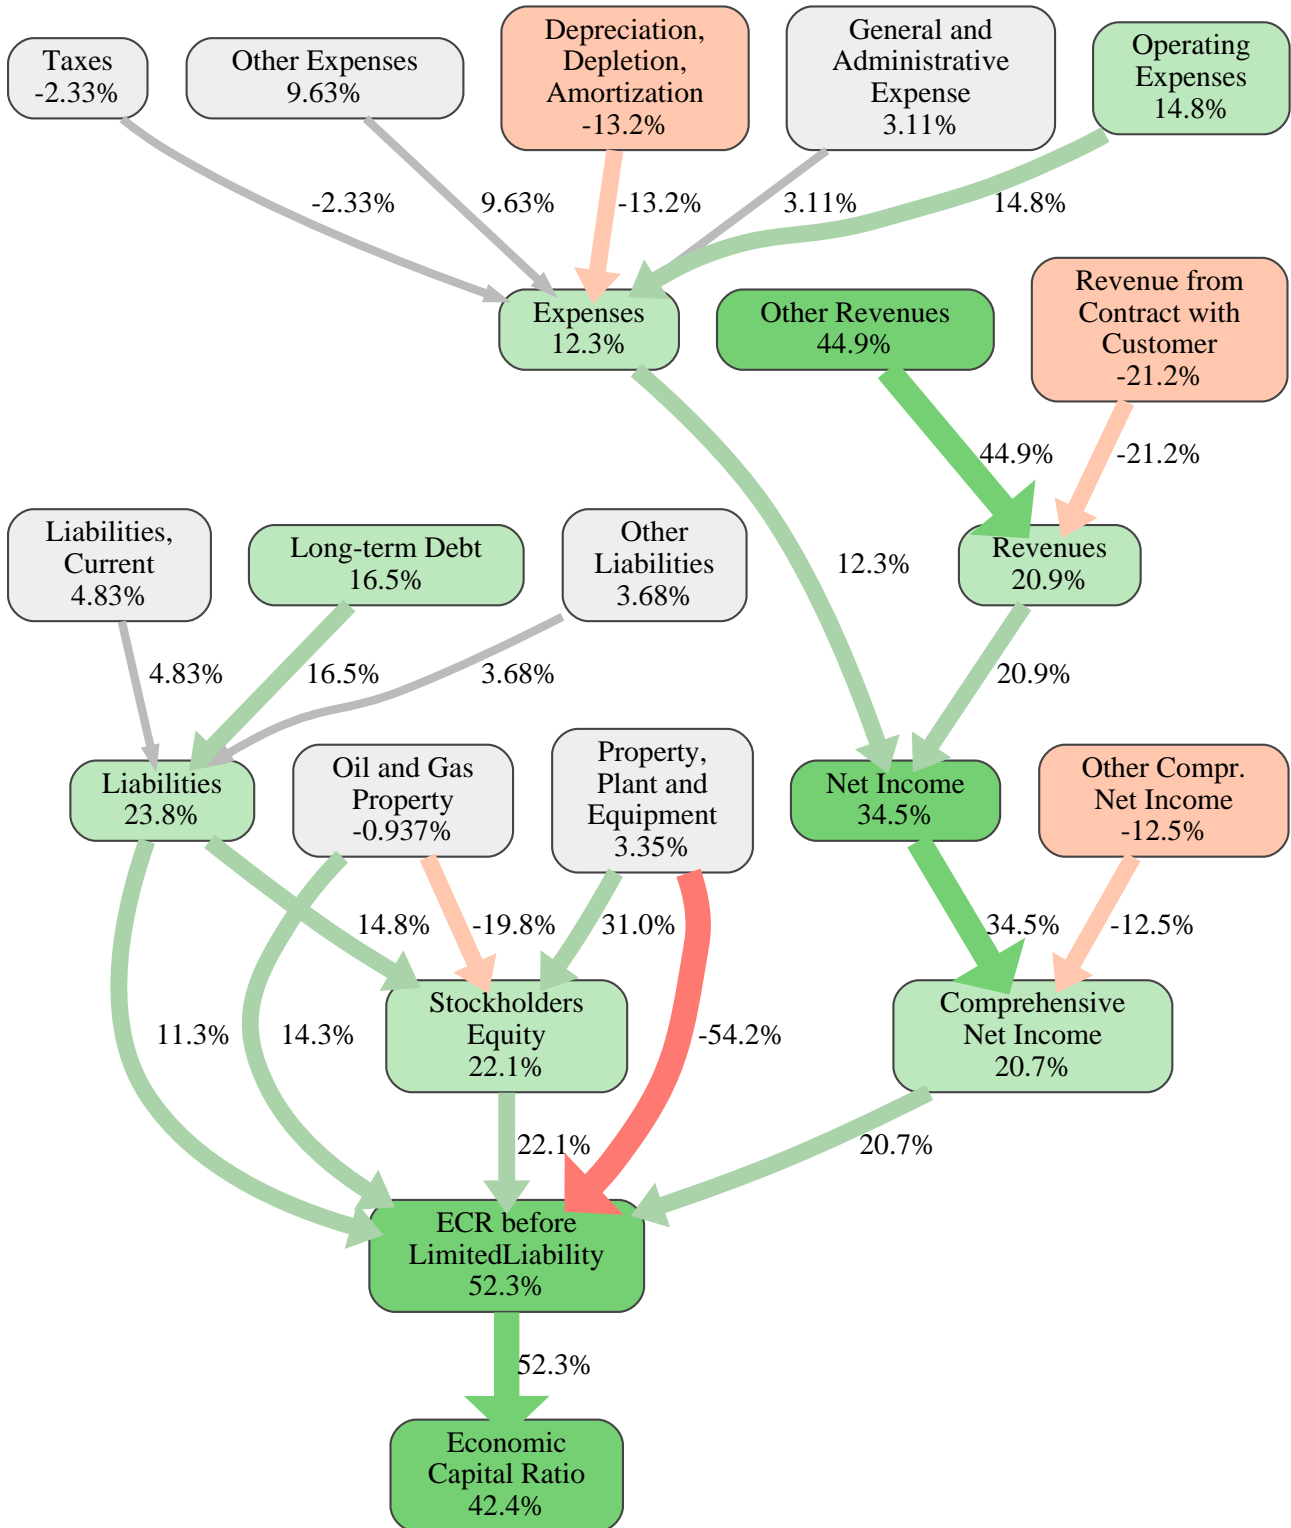 Taxes
-2.33%
Other Expenses
9.63%
Depreciation,
Depletion,
Amortization
-13.2%
General and
Administrative
Expense
3.11%
Operating
Expenses
14.8%
-2.33%
9.63%
-13.2%
3.11%
14.8%
Expenses
12.3%
Other Revenues
44.9%
Revenue from
Contract with
Customer
-21.2%
44.9%
-21.2%
Liabilities,
Current
4.83%
Long-term Debt
16.5%
Other
Liabilities
3.68%
12.3%
Revenues
20.9%
4.83%
16.5%
3.68%
20.9%
Liabilities
23.8%
Oil and Gas
Property
-0.937%
Property,
Plant and
Equipment
3.35%
Net Income
34.5%
Other Compr.
Net Income
-12.5%
14.8%
-19.8%
31.0%
34.5%
-12.5%
11.3%
14.3%
Stockholders
Equity
22.1%
-54.2%
Comprehensive
Net Income
20.7%
22.1%
20.7%
ECR before
LimitedLiability
52.3%
52.3%
Economic
Capital Ratio
42.4%